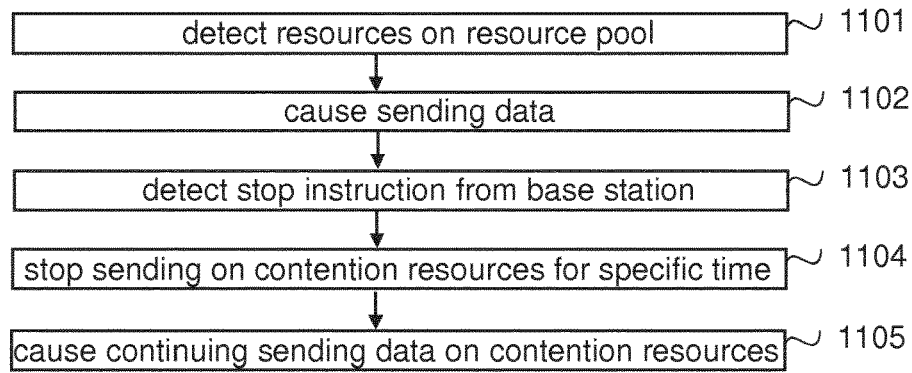 detect resources on resource pool 1101
cause sending data 1102
detect stop instruction from base station 1103
stop sending on contention resources for specific time 1104
cause continuing sending data on contention resources 1105